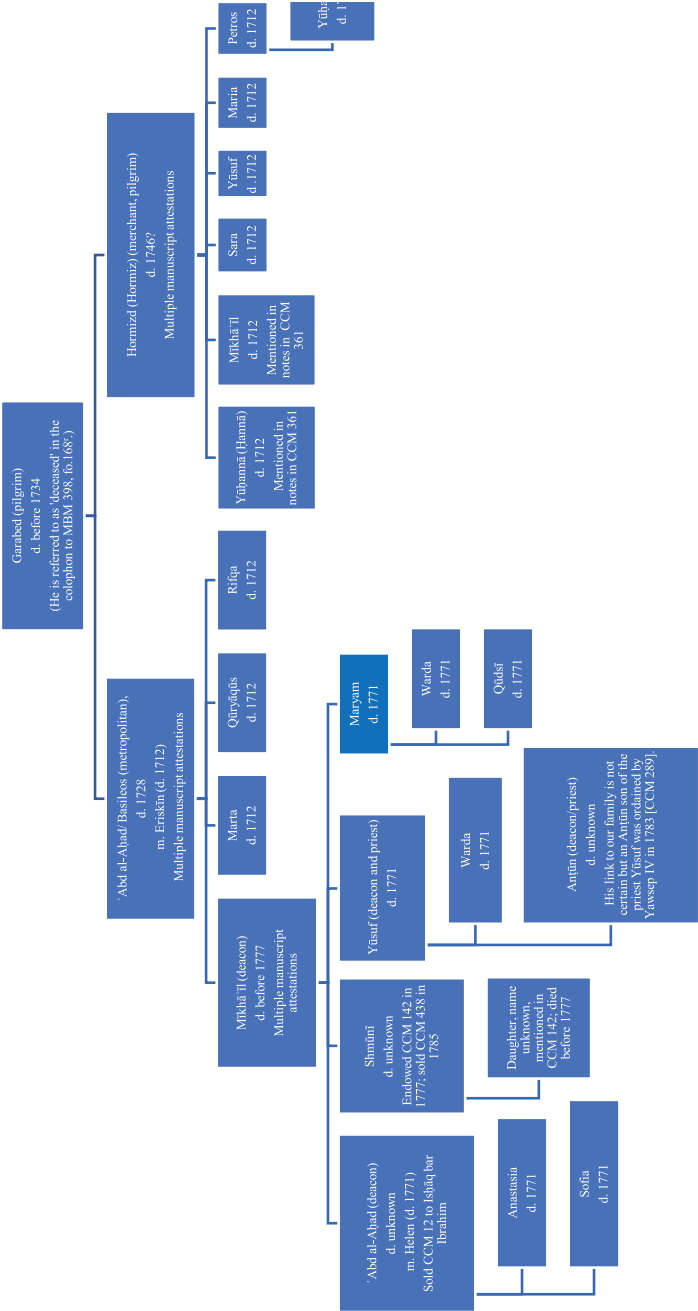 Garabed (pilgrim)
d. before 1734
(He is referred to as 'deceased' in the
colophon to MBM 398, fo.168ʳ.)
ʿAbd al-Aḥad/ Basileos (metropolitan),
d. 1728
m. Eriskīn (d. 1712)
Multiple manuscript attestations
Hormizd (Hormiz) (merchant, pilgrim)
d. 1746?
Multiple manuscript attestations
Mīkhāʾīl (deacon)
d. before 1777
Multiple manuscript
attestations
Marta
d. 1712
Qūryāqūs
d. 1712
Rifqa
d. 1712
Yūḥannā (Ḥannā)
d. 1712
Mentioned in
notes in CCM 361
Mīkhāʾīl
d. 1712
Mentioned in
notes in CCM
361
Sara
d. 1712
Yūsuf
d .1712
Maria
d. 1712
Petros
d. 1712
ʿAbd al-Aḥad (deacon)
d. unknown
m. Helen (d. 1771)
Sold CCM 12 to Isḥāq bar
Ibrahim
Shmūnī
d. unknown
Endowed CCM 142 in
1777; sold CCM 438 in
1785
Yūsuf (deacon and priest)
d. 1771
Maryam
d. 1771
Anastasia
d. 1771
Sofia
d. 1771
Daughter, name
unknown,
mentioned in
CCM 142; died
before 1777
Warda
d. 1771
Anṭūn (deacon/priest)
d. unknown
His link to our family is not
certain but an Anṭūn son of the
priest Yūsuf was ordained by
Yawsep IV in 1783 [CCM 289].
Warda
d. 1771
Qūdsī
d. 1771